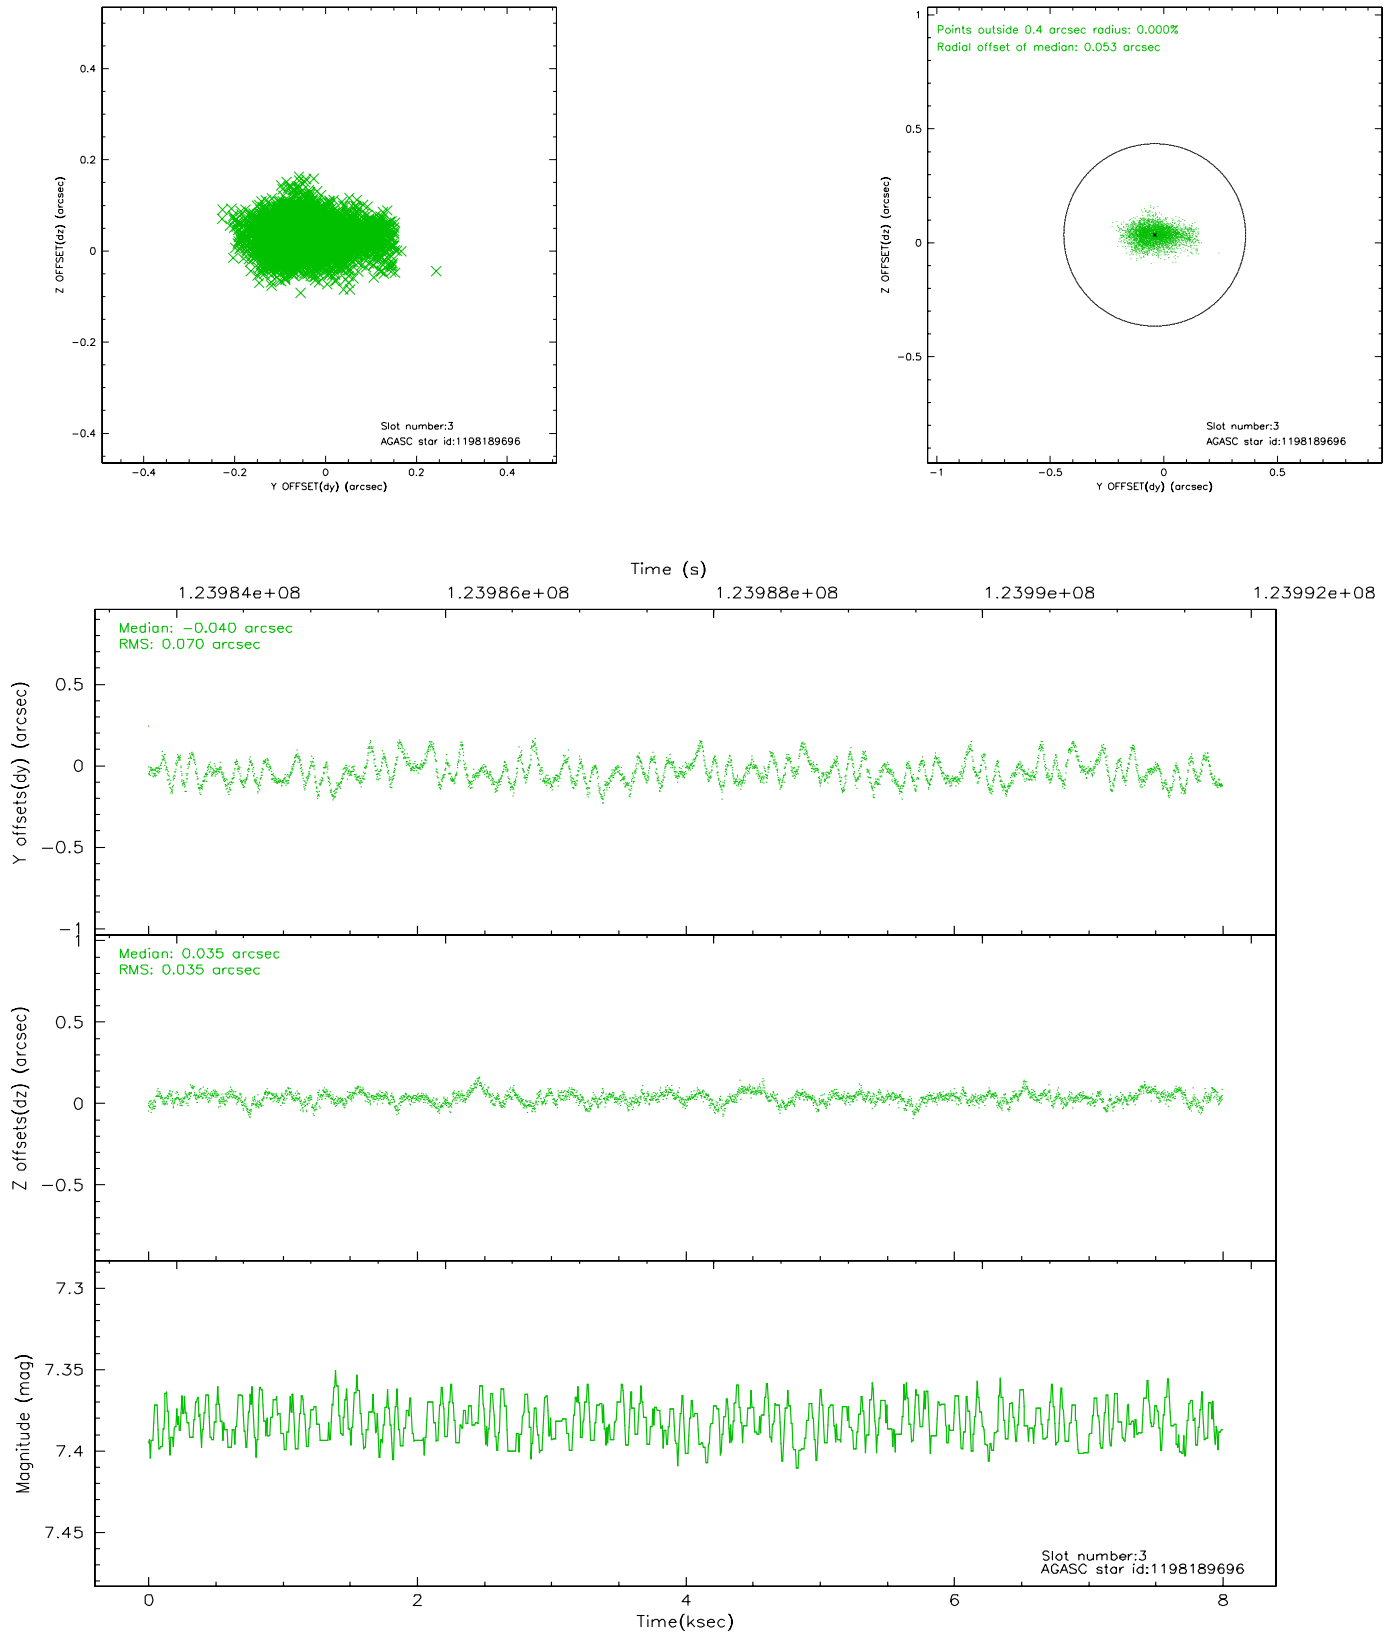 0.4
0.2
0
−0.2
−0.4
Z OFFSET(dz) (arcsec)
Slot number:3
AGASC star id:1198189696
−0.4 −0.2 0 0.2 0.4
Y OFFSET(dy) (arcsec)
Points outside 0.4 arcsec radius: 0.000%
Radial offset of median: 0.053 arcsec
1
0.5
0
−0.5
Z OFFSET(dz) (arcsec)
Slot number:3
AGASC star id:1198189696
−1 −0.5 0 0.5
Y OFFSET(dy) (arcsec)
Time (s)
1.23984e+08 1.23986e+08 1.23988e+08 1.2399e+08 1.23992e+08
Median: −0.040 arcsec
RMS: 0.070 arcsec
0.5
0
−0.5
−1
Y offsets(dy) (arcsec)
Median: 0.035 arcsec
RMS: 0.035 arcsec
1
0.5
0
−0.5
Z offsets(dz) (arcsec)
7.3
7.35
7.4
7.45
Magnitude (mag)
Slot number:3
AGASC star id:1198189696
0 2 4 6 8
Time(ksec)